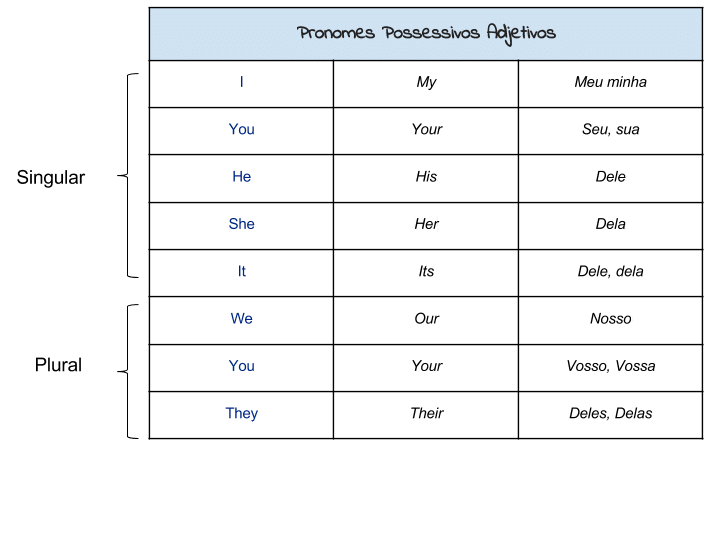 Pronomes Possessivos Adjetivos
I My Meu minha
You Your Seu, sua
He His Dele
Singular
She Her Dela
It Its Dele, dela
We Our Nosso
You Your Vosso, Vossa
Plural
They Their Deles, Delas